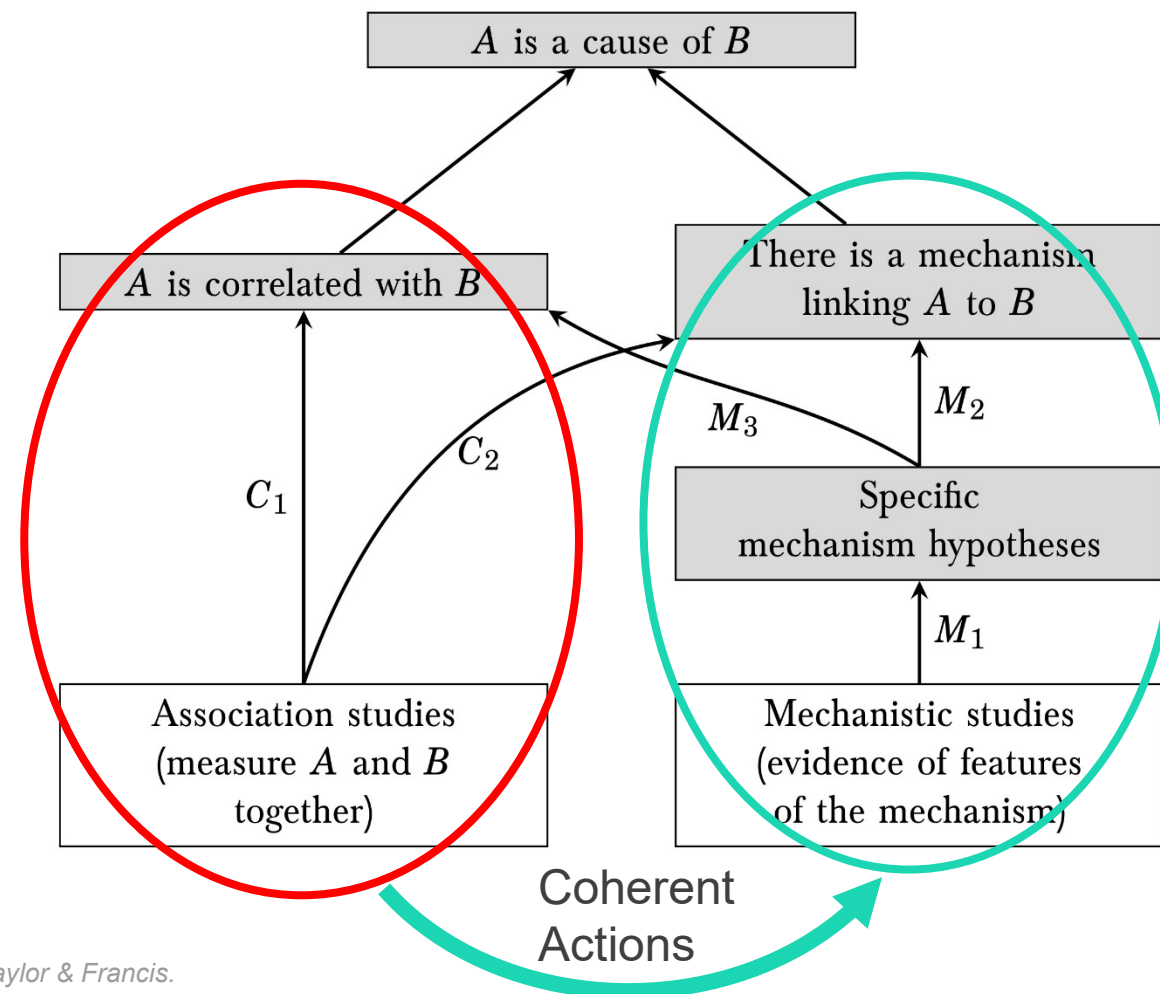 A is a cause of B
A is correlated with B
There is a mechanism
linking A to B
M3
M2
C2
C1
Specific
mechanism hypotheses
M1
Association studies
(measure A and B
together)
Mechanistic studies
(evidence of features
of the mechanism)
Coherent
Actions
aylor & Francis.